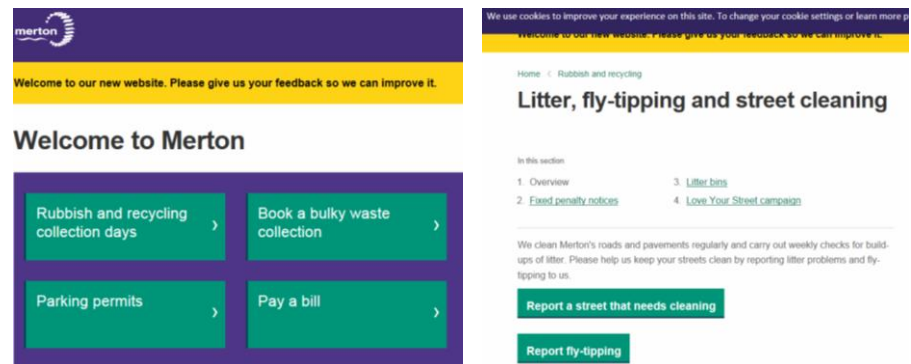 merton
Welcome to our new website. Please give us your feedback so we can improve it.
Welcome to Merton
Rubbish and recycling
collection days
Book a bulky waste
collection
Parking permits
Pay a bill
We use cookies to improve your experience on this site. To change your cookie settings or learn more
Welcome to our new website. Please give us your feedback so we can improve it.
Home < Rubbish and recycling
Litter, fly-tipping and street cleaning
In this section
1. Overview
2. Fixed penalty notices
3. Litter bins
4. Love Your Street campaign
We clean Merton's roads and pavements regularly and carry out weekly checks for build-
ups of litter. Please help us keep your streets clean by reporting litter problems and fly-
tipping to us.
Report a street that needs cleaning
Report fly-tipping